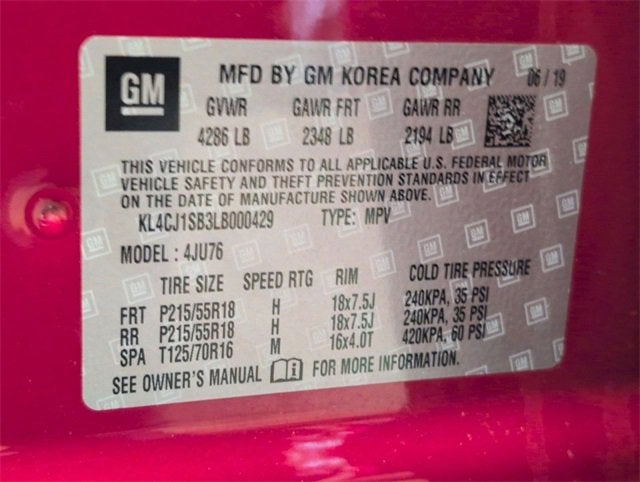 GM
MFD BY GM KOREA COMPANY 06/19
GVWR GAWR FRT GAWR RR
4286 LB 2348 LB 2194 LB
THIS VEHICLE CONFORMS TO ALL APPLICABLE U.S. FEDERAL MOTOR
VEHICLE SAFETY AND THEFT PREVENTION STANDARDS IN EFFECT
ON THE DATE OF MANUFACTURE SHOWN ABOVE.
KL4CJ1SB3LB000429 TYPE: MPV
MODEL : 4JU76
TIRE SIZE SPEED RTG RIM COLD TIRE PRESSURE
FRT P215/55R18 H 18x7.5J 240KPA, 35 PSI
RR P215/55R18 H 18x7.5J 240KPA, 35 PSI
SPA T125/70R16 M 16x4.0T 420KPA, 60 PSI
SEE OWNER'S MANUAL FOR MORE INFORMATION.